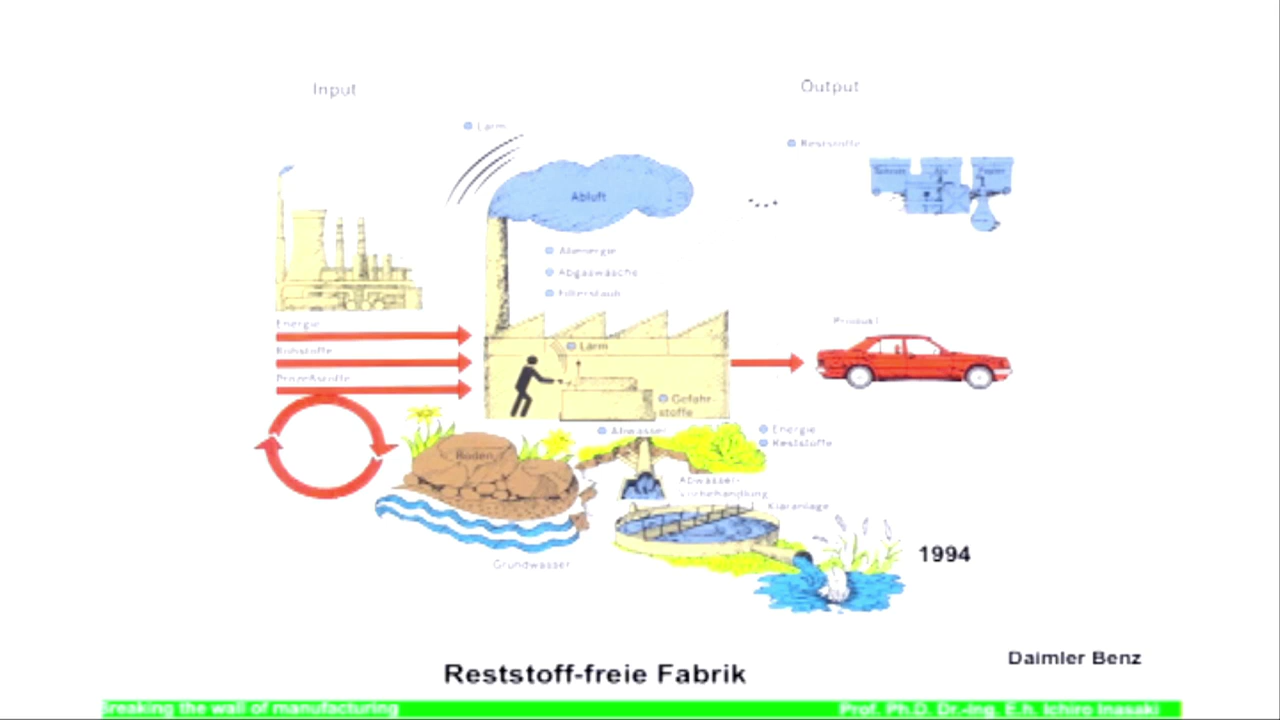 Input
Output
Lärm
Reststoffe
Abluft
Abgaswäsche
Filterstaub
Energie
Produkt
Rohstoffe
Lärm
Prozeßstoffe
Gefahr-
stoffe
Abwasser
Energie
Reststoffe
Boden
Abwasser-
Kläranlage
1994
Grundwasser
Daimler Benz
Reststoff-freie Fabrik
Breaking the wall of manufacturing
Prof. Ph.D. Dr.-Ing. E.h. Ichiro Inasaki